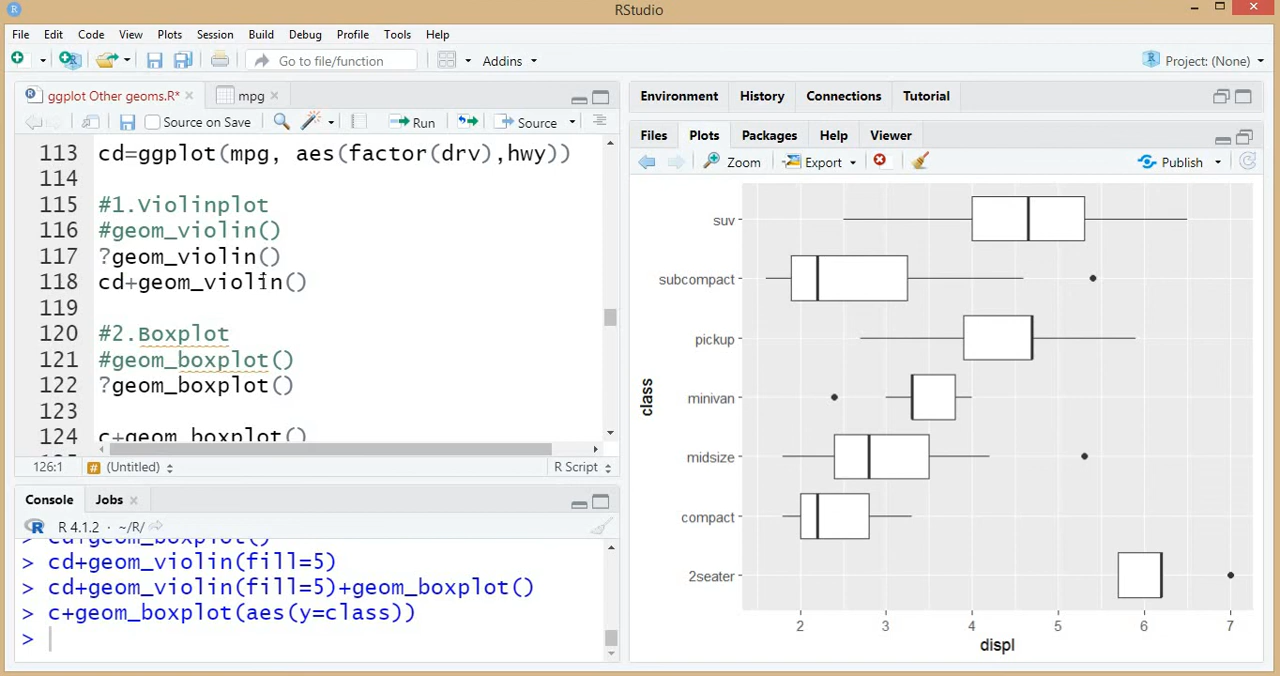 RStudio
File Edit Code View Plots Session Build Debug Profile Tools Help
Go to file/function Addins Project: (None)
ggplot Other geoms.R* mpg
Source on Save Run Source
113 cd=ggplot(mpg, aes(factor(drv),hwy))
114
115 #1.Violinplot
116 #geom_violin()
117 ?geom_violin()
118 cd+geom_violin()
119
120 #2.Boxplot
121 #geom_boxplot()
122 ?geom_boxplot()
123
124 c+geom_boxplot()
126:1 (Untitled) R Script
Console Jobs
R 4.1.2 · ~/R/
> cd+geom_boxplot()
> cd+geom_violin(fill=5)
> cd+geom_violin(fill=5)+geom_boxplot()
> c+geom_boxplot(aes(y=class))
>
Environment History Connections Tutorial
Files Plots Packages Help Viewer
Zoom Export Publish
class
suv
subcompact
pickup
minivan
midsize
compact
2seater
2 3 4 5 6 7
displ